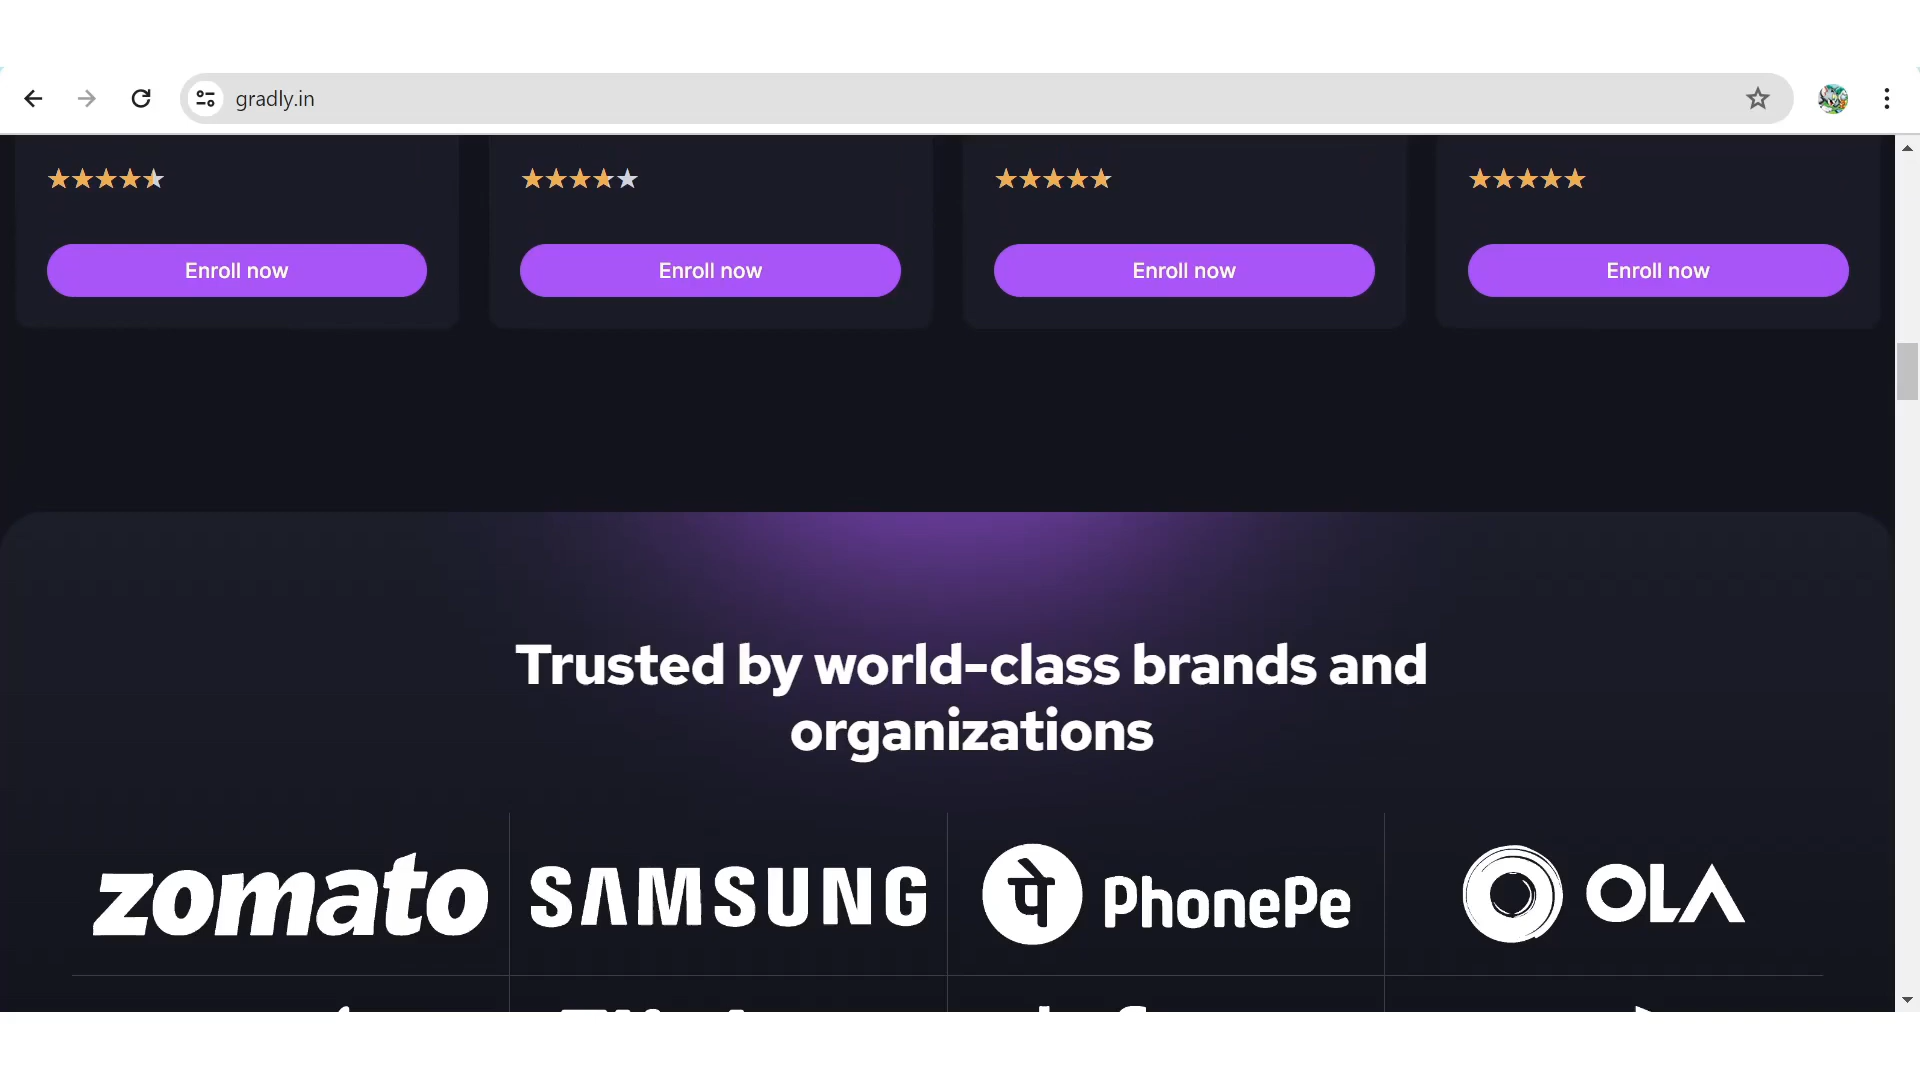 gradly.in
Enroll now Enroll now Enroll now Enroll now
Trusted by world-class brands and
organizations
zomato SAMSUNG पे PhonePe OLA